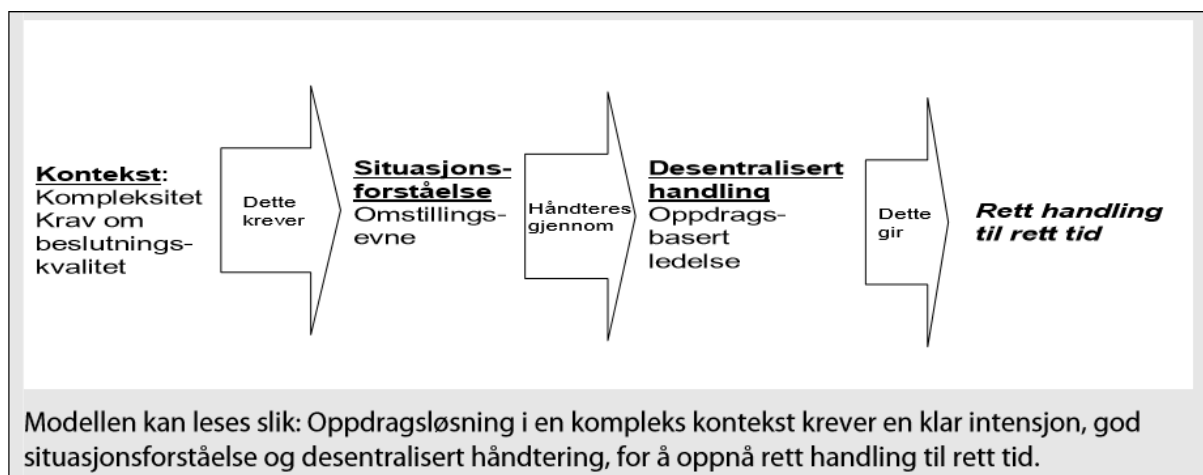 Kontekst:
Kompleksitet
Krav om
beslutnings-
kvalitet
Dette
krever
Situasjons-
forståelse
Omstillings-
evne
Håndteres
gjennom
Desentralisert
handling
Oppdrags-
basert
ledelse
Dette
gir
Rett handling
til rett tid
Modellen kan leses slik: Oppdragsløsning i en kompleks kontekst krever en klar intensjon, god
situasjonsforståelse og desentralisert håndtering, for å oppnå rett handling til rett tid.